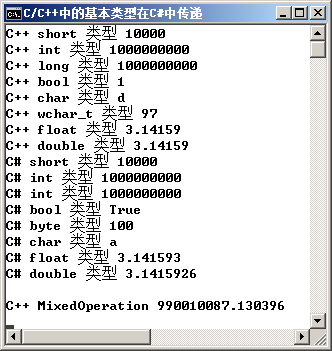 C/C++中的基本类型在C#中传递
C++ short 类型 10000
C++ int 类型 1000000000
C++ long 类型 1000000000
C++ bool 类型 1
C++ char 类型 d
C++ wchar_t 类型 97
C++ float 类型 3.14159
C++ double 类型 3.14159
C# short 类型 10000
C# int 类型 1000000000
C# int 类型 1000000000
C# bool 类型 True
C# byte 类型 100
C# char 类型 a
C# float 类型 3.141593
C# double 类型 3.1415926
C++ MixedOperation 990010087.130396